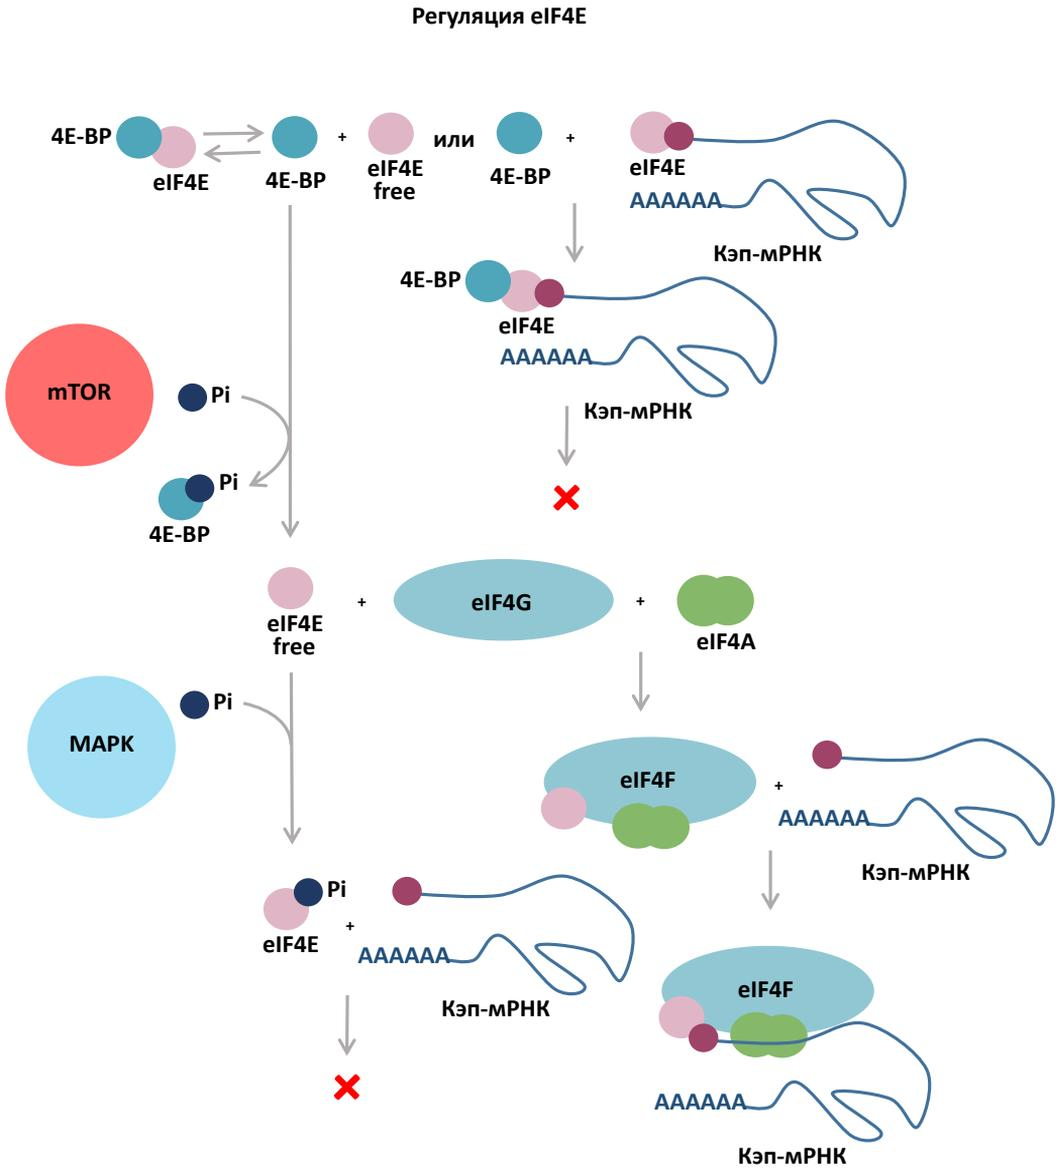 Регуляция eIF4E
4E-BP
eIF4E
4E-BP
+
eIF4E
free
или
4E-BP
+
eIF4E
AAAAAA
Кэп-мРНК
4E-BP
eIF4E
AAAAAA
Кэп-мРНК
mTOR
Pi
Pi
4E-BP
eIF4E
free
+
eIF4G
+
eIF4A
MAPK
Pi
eIF4F
+
AAAAAA
Кэп-мРНК
Pi
eIF4E
+
AAAAAA
Кэп-мРНК
eIF4F
AAAAAA
Кэп-мРНК